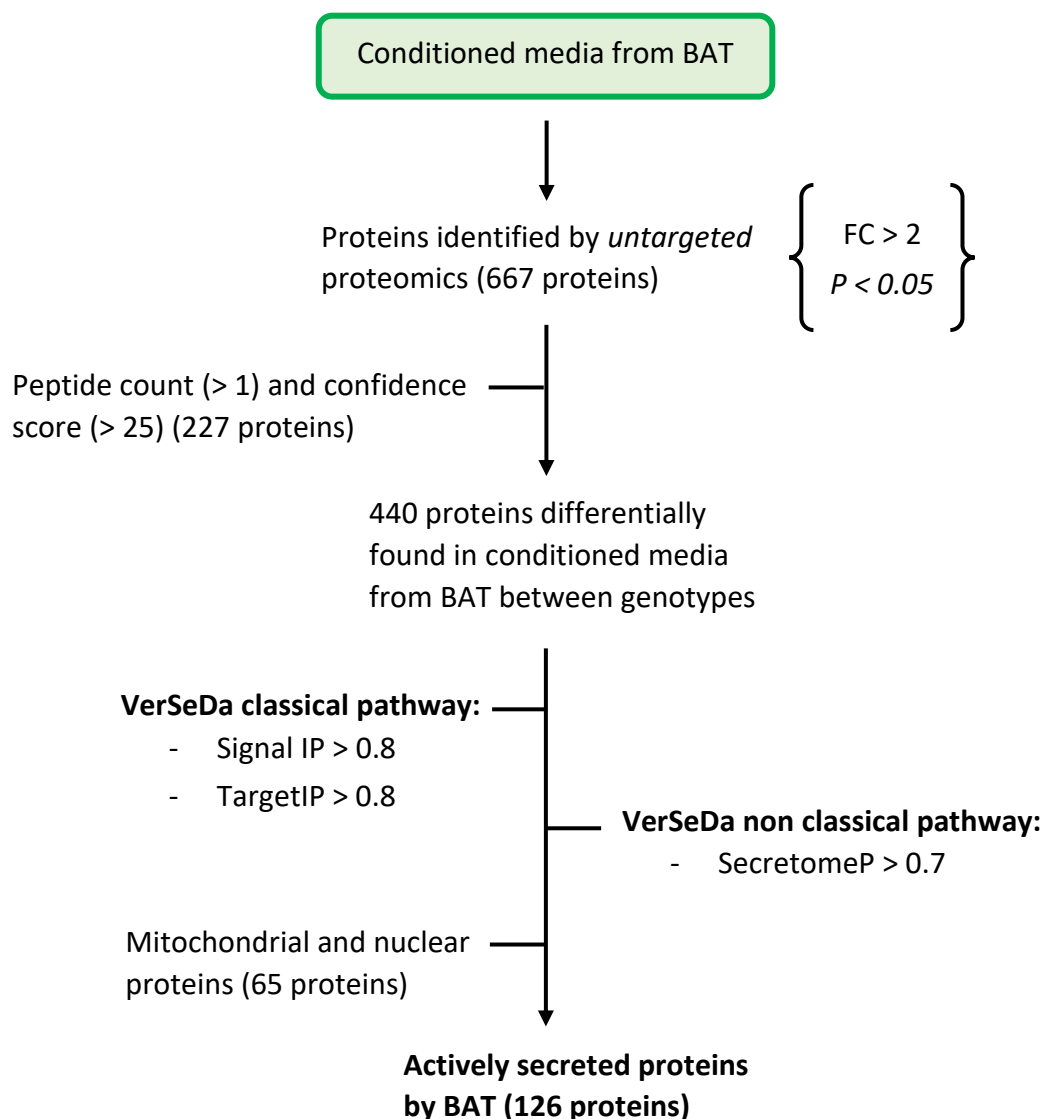 Conditioned media from BAT
Proteins identified by untargeted
proteomics (667 proteins)
FC > 2
P < 0.05
Peptide count (> 1) and confidence
score (> 25) (227 proteins)
440 proteins differentially
found in conditioned media
from BAT between genotypes
VerSeDa classical pathway:
- Signal IP > 0.8
- TargetIP > 0.8
VerSeDa non classical pathway:
- SecretomeP > 0.7
Mitochondrial and nuclear
proteins (65 proteins)
Actively secreted proteins
by BAT (126 proteins)